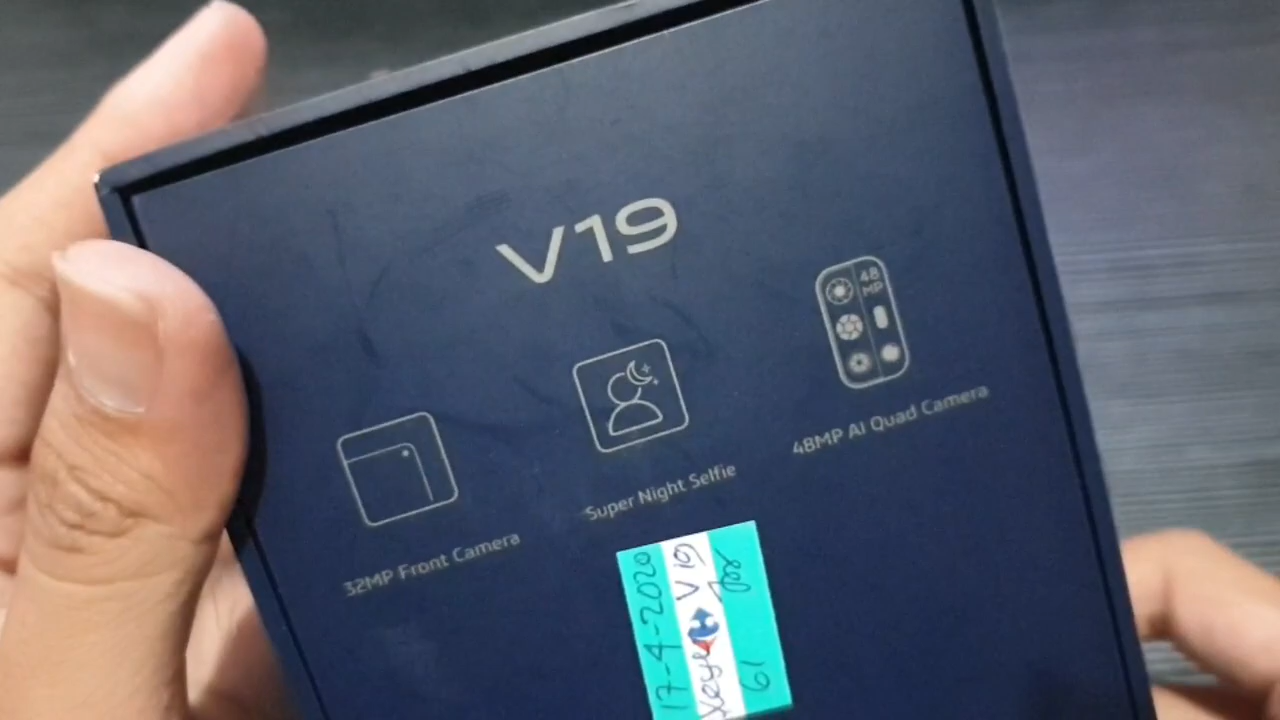 V19
48
MP
48MP AI Quad Camera
Super Night Selfie
32MP Front Camera
17-4-2020
V19
61